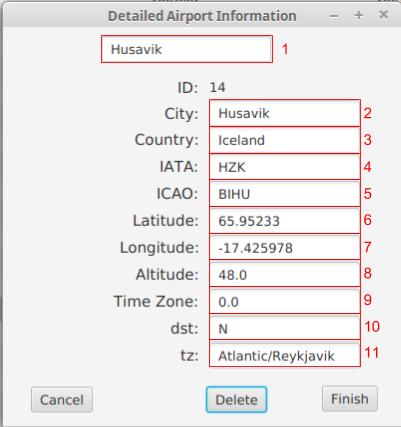 Detailed Airport Information
Husavik 1
ID: 14
City: Husavik 2
Country: Iceland 3
IATA: HZK 4
ICAO: BIHU 5
Latitude: 65.95233 6
Longitude: -17.425978 7
Altitude: 48.0 8
Time Zone: 0.0 9
dst: N 10
tz: Atlantic/Reykjavik 11
Cancel Delete Finish